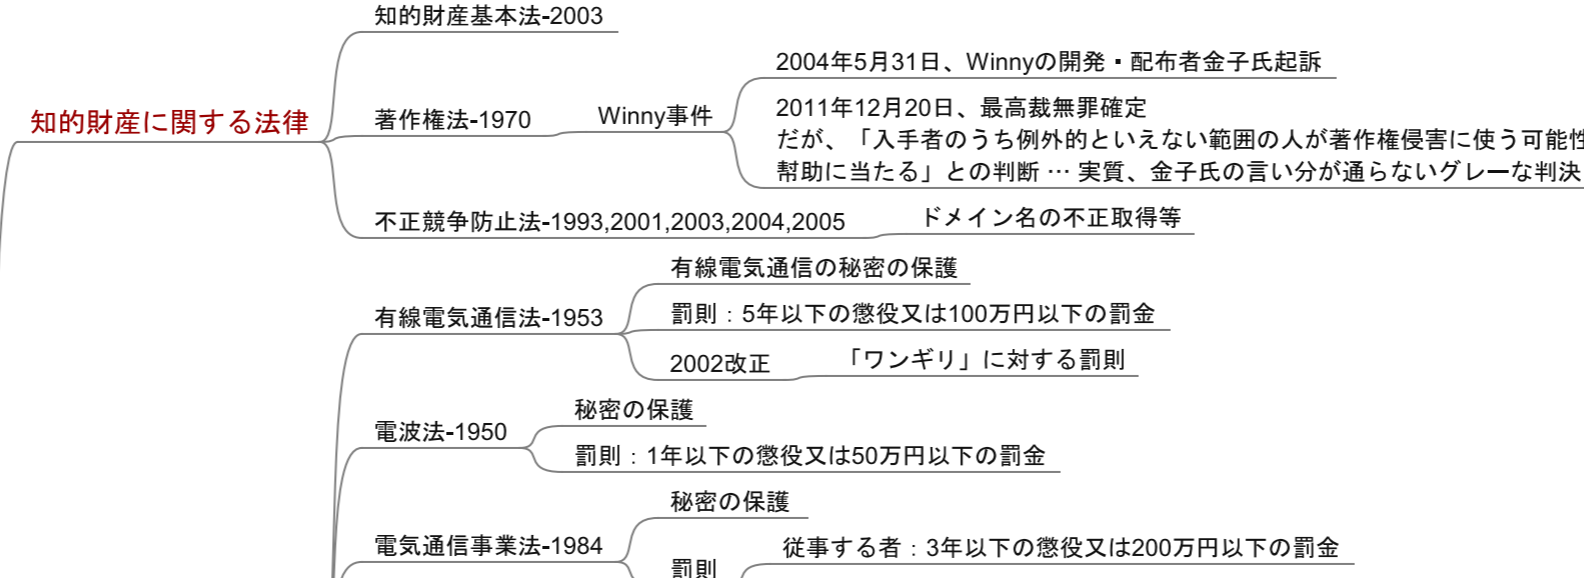 知的財産に関する法律
知的財産基本法-2003
著作権法-1970
Winny事件
2004年5月31日、Winnyの開発・配布者金子氏起訴
2011年12月20日、最高裁無罪確定
だが、「入手者のうち例外的といえない範囲の人が著作権侵害に使う可能性
幇助に当たる」との判断 … 実質、金子氏の言い分が通らないグレーな判決
不正競争防止法-1993,2001,2003,2004,2005
ドメイン名の不正取得等
有線電気通信法-1953
有線電気通信の秘密の保護
罰則：5年以下の懲役又は100万円以下の罰金
2002改正
「ワンギリ」に対する罰則
電波法-1950
秘密の保護
罰則：1年以下の懲役又は50万円以下の罰金
電気通信事業法-1984
秘密の保護
罰則
従事する者：3年以下の懲役又は200万円以下の罰金